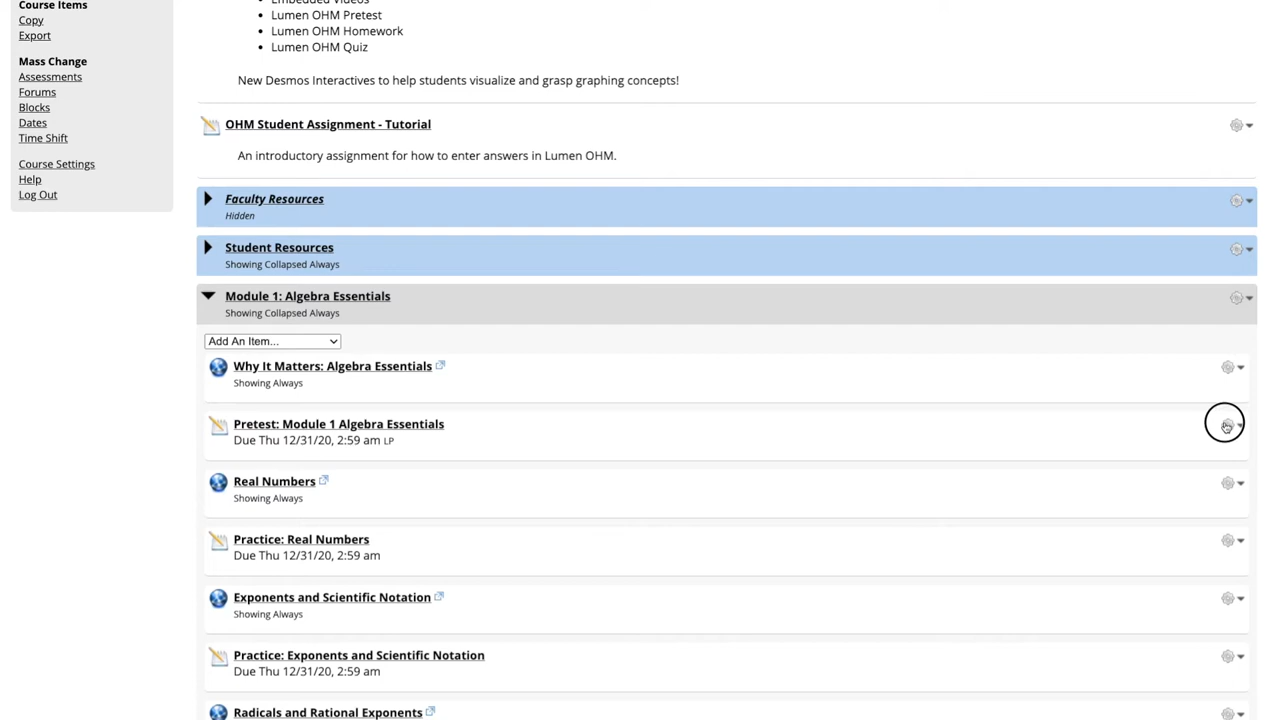 Course Items
Copy
Export
Mass Change
Assessments
Forums
Blocks
Dates
Time Shift
Course Settings
Help
Log Out
Embedded Videos
Lumen OHM Pretest
Lumen OHM Homework
Lumen OHM Quiz
New Desmos Interactives to help students visualize and grasp graphing concepts!
OHM Student Assignment - Tutorial
An introductory assignment for how to enter answers in Lumen OHM.
Faculty Resources
Hidden
Student Resources
Showing Collapsed Always
Module 1: Algebra Essentials
Showing Collapsed Always
Add An Item...
Why It Matters: Algebra Essentials
Showing Always
Pretest: Module 1 Algebra Essentials
Due Thu 12/31/20, 2:59 am LP
Real Numbers
Showing Always
Practice: Real Numbers
Due Thu 12/31/20, 2:59 am
Exponents and Scientific Notation
Showing Always
Practice: Exponents and Scientific Notation
Due Thu 12/31/20, 2:59 am
Radicals and Rational Exponents